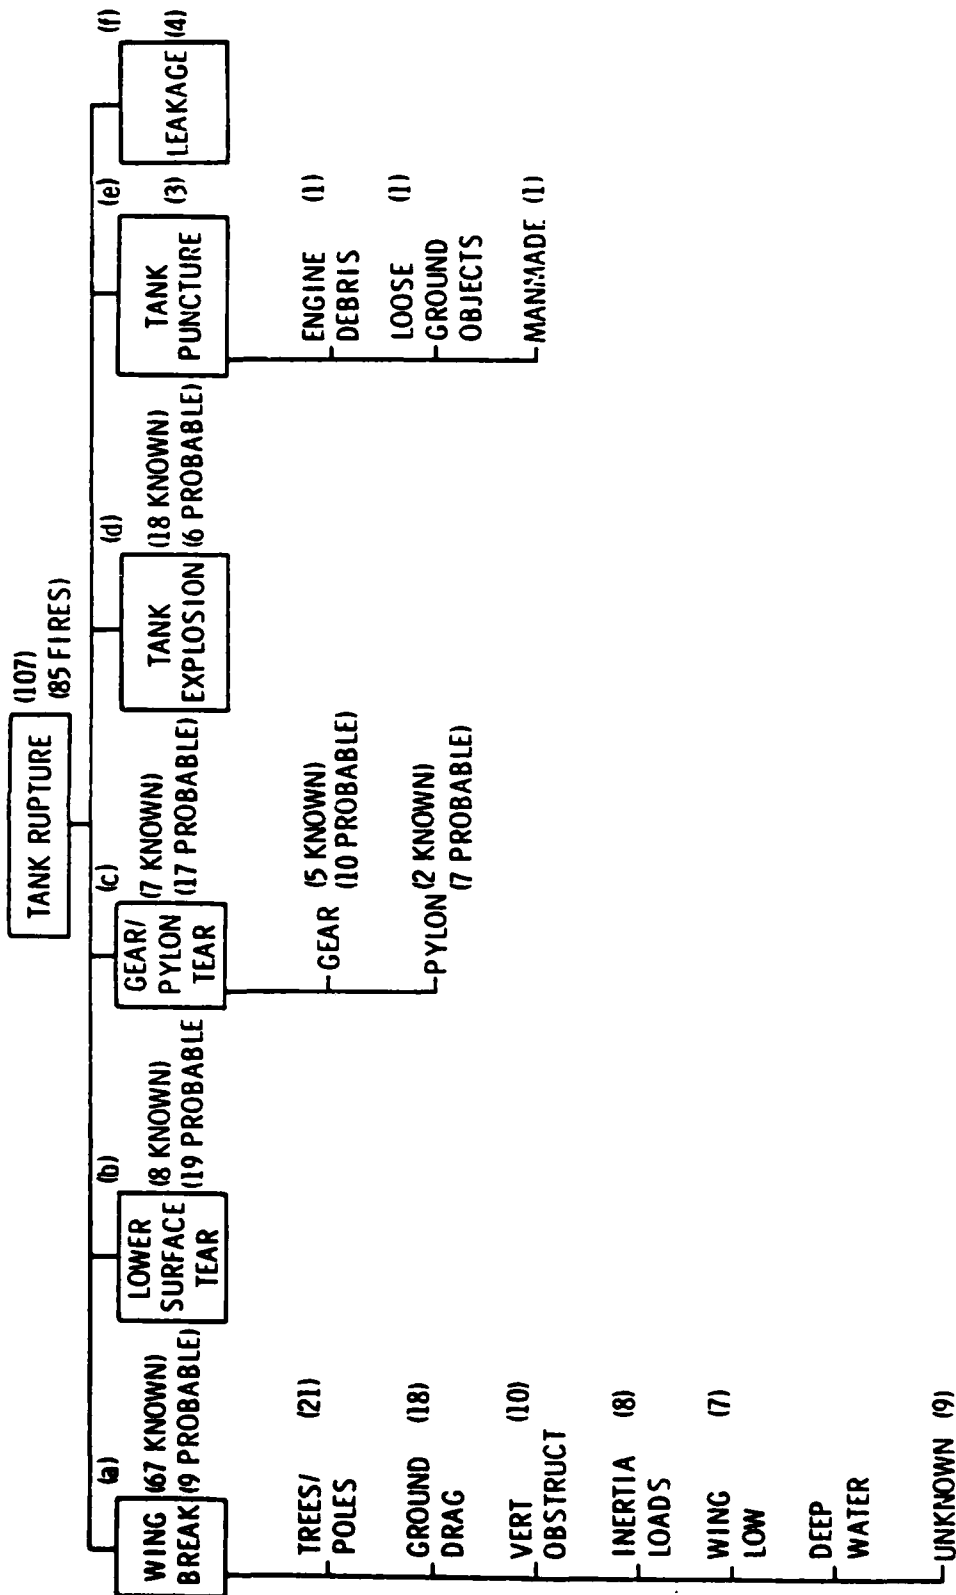 TANK RUPTURE (107)
(85 FIRES)
(a)
WING (67 KNOWN)
BREAK (9 PROBABLE)
TREES/ (21)
POLES
GROUND (18)
DRAG
VERT (10)
OBSTRUCT
INERTIA (8)
LOADS
WING (7)
LOW
DEEP
WATER
UNKNOWN (9)
(b)
LOWER
SURFACE (8 KNOWN)
TEAR (19 PROBABLE
(c)
GEAR/
PYLON (7 KNOWN)
TEAR (17 PROBABLE)
GEAR (5 KNOWN)
(10 PROBABLE)
PYLON (2 KNOWN)
(7 PROBABLE)
(d)
TANK (18 KNOWN)
EXPLOSION (6 PROBABLE)
(e)
TANK
PUNCTURE (3)
ENGINE (1)
DEBRIS
LOOSE (1)
GROUND
OBJECTS
MANMADE (1)
(f)
LEAKAGE (4)